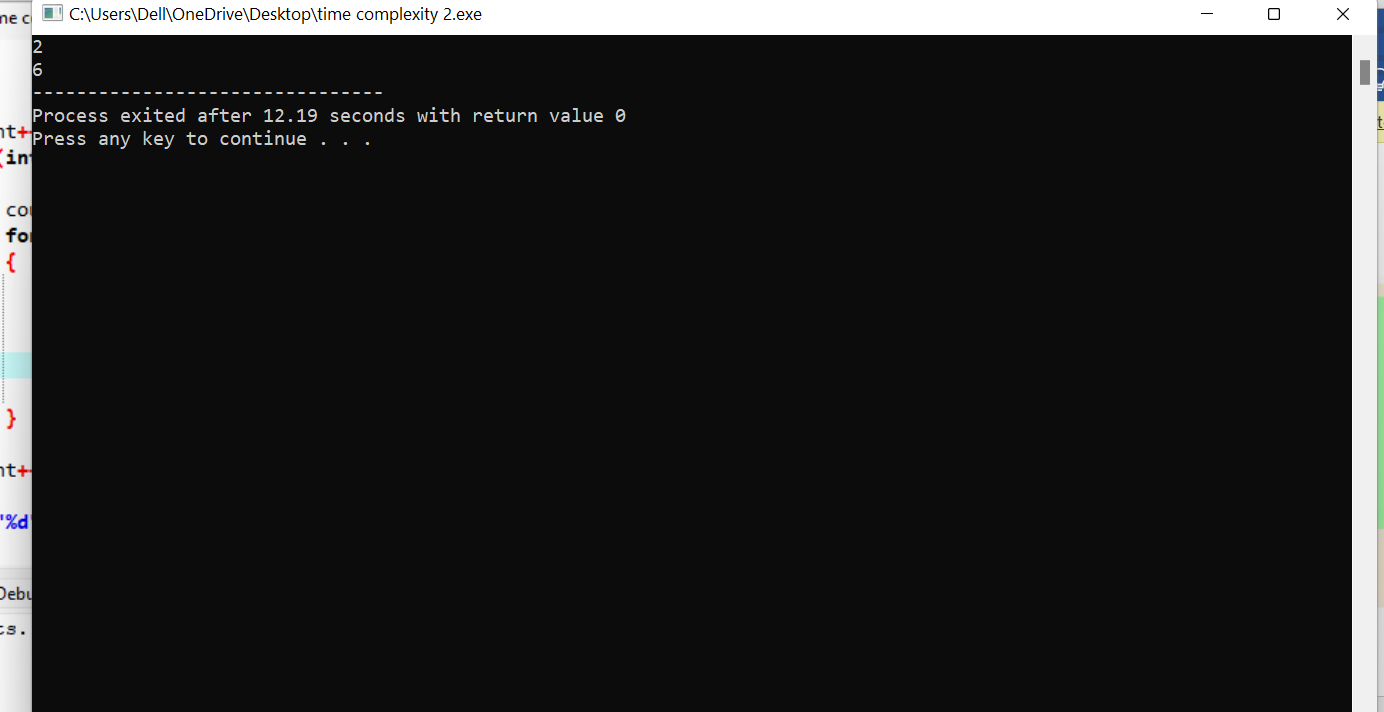 C:\Users\Dell\OneDrive\Desktop\time complexity 2.exe
2
6
--------------------------------
Process exited after 12.19 seconds with return value 0
Press any key to continue . . .
{
}
"%d"